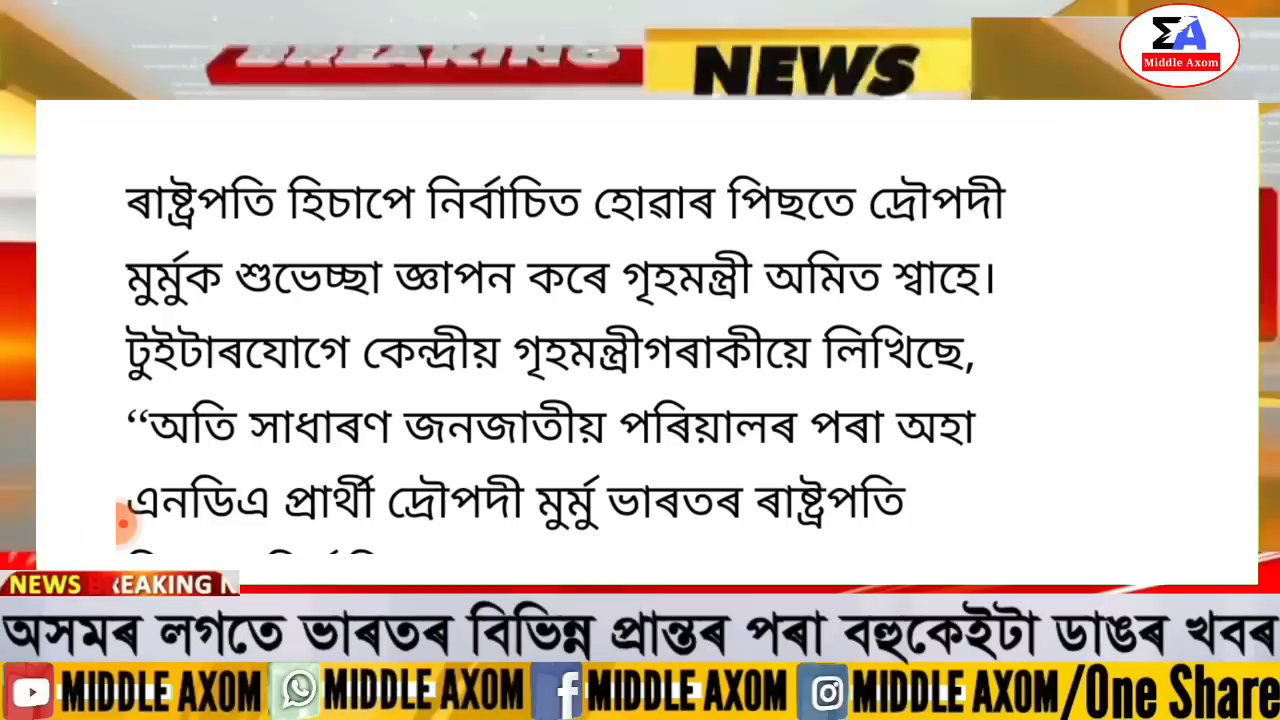 BREAKING
NEWS
ΣA
Middle Axom
ৰাষ্ট্ৰপতি হিচাপে নিৰ্বাচিত হোৱাৰ পিছতে দ্ৰৌপদী
মুৰ্মুক শুভেচ্ছা জ্ঞাপন কৰে গৃহমন্ত্ৰী অমিত শ্বাহে।
টুইটাৰযোগে কেন্দ্ৰীয় গৃহমন্ত্ৰীগৰাকীয়ে লিখিছে,
“অতি সাধাৰণ জনজাতীয় পৰিয়ালৰ পৰা অহা
এনডিএ প্ৰাৰ্থী দ্ৰৌপদী মুৰ্মু ভাৰতৰ ৰাষ্ট্ৰপতি
NEWS BREAKING N
অসমৰ লগতে ভাৰতৰ বিভিন্ন প্ৰান্তৰ পৰা বহুকেইটা ডাঙৰ খবৰ
MIDDLE AXOM MIDDLE AXOM MIDDLE AXOM MIDDLE AXOM/One Share